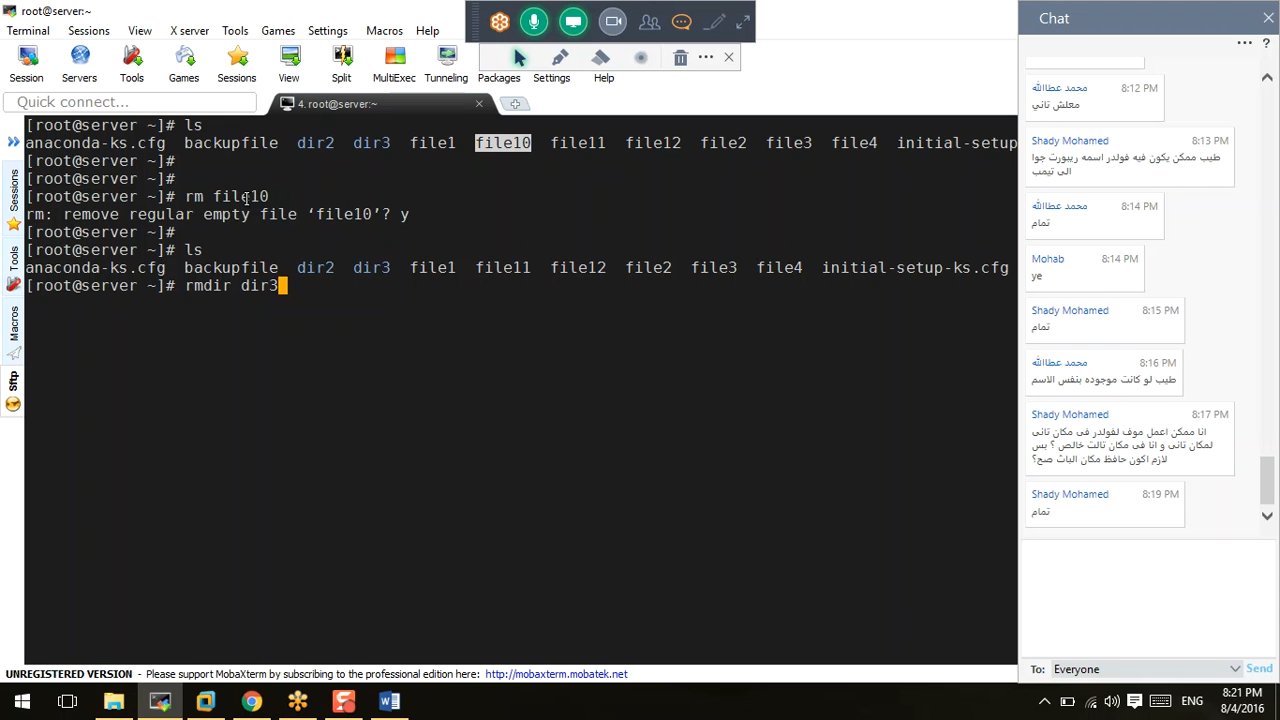 root@server:~
Terminal Sessions View X server Tools Games Settings Macros
Session Servers Tools Games Sessions View Split MultiExec Tunneling Packages Settings Help
Quick connect...
4. root@server:~
[root@server ~]# ls
anaconda-ks.cfg backupfile dir2 dir3 file1 file10 file11 file12 file2 file3 file4 initial-setup
[root@server ~]#
[root@server ~]#
[root@server ~]# rm file10
rm: remove regular empty file ‘file10’? y
[root@server ~]#
[root@server ~]# ls
anaconda-ks.cfg backupfile dir2 dir3 file1 file11 file12 file2 file3 file4 initial-setup-ks.cfg
[root@server ~]# rmdir dir3
Sessions
Tools
Macros
Sftp
UNREGISTERED VERSION - Please support MobaXterm by subscribing to the professional edition here: http://mobaxterm.mobatek.net
Chat
?
محمد عطاالله 8:12 PM
معلش تاني
Shady Mohamed 8:13 PM
طيب ممكن يكون فيه فولدر اسمه ريبورت جوا
الى تيمب
محمد عطاالله 8:14 PM
تمام
Mohab 8:14 PM
ye
Shady Mohamed 8:15 PM
تمام
محمد عطاالله 8:16 PM
طيب لو كانت موجوده بنفس الاسم
Shady Mohamed 8:17 PM
انا ممكن اعمل موف لفولدر فى مكان تانى
لمكان تانى و انا فى مكان تالت خالص ؟ بس
لازم اكون حافظ مكان الباث صح؟
Shady Mohamed 8:19 PM
تمام
To: Everyone Send
ENG
8:21 PM
8/4/2016